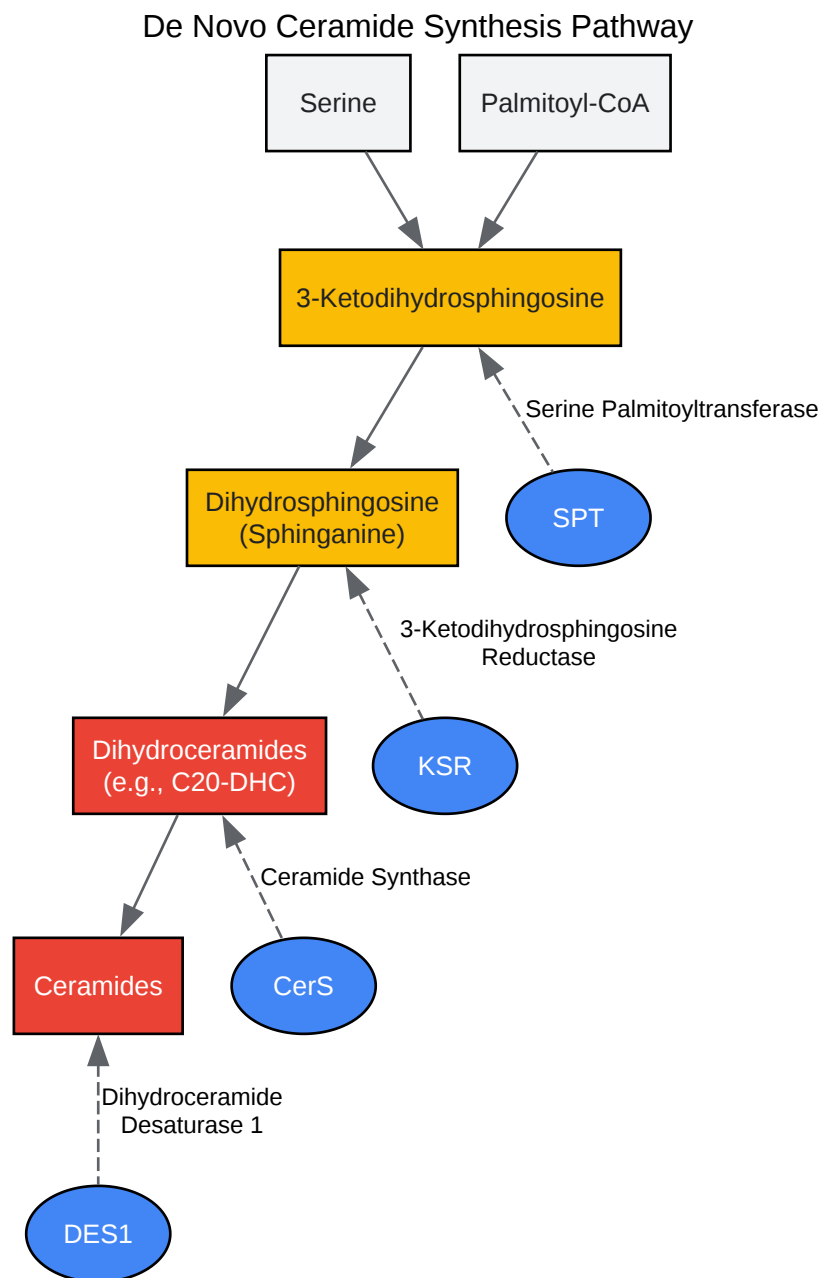 De Novo Ceramide Synthesis Pathway
Serine
Palmitoyl-CoA
3-Ketodihydrosphingosine
Serine Palmitoyltransferase
Dihydrosphingosine
(Sphinganine)
SPT
3-Ketodihydrosphingosine
Reductase
Dihydroceramides
(e.g., C20-DHC)
KSR
Ceramide Synthase
Ceramides
CerS
Dihydroceramide
Desaturase 1
DES1